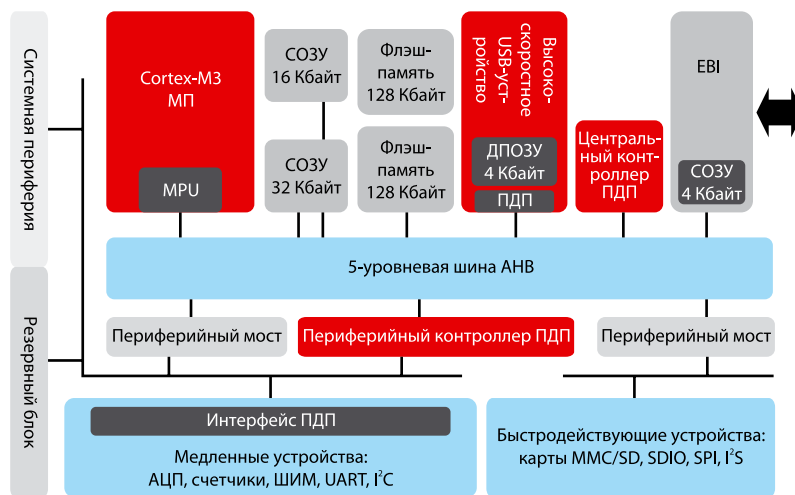 Системная периферия
Резервный блок
Cortex-M3
МП
MPU
СОЗУ
16 Кбайт
СОЗУ
32 Кбайт
Флэш-
память
128 Кбайт
Флэш-
память
128 Кбайт
Высоко-
скоростное
USB-уст-
ройство
ДПОЗУ
4 Кбайт
ПДП
Централь-
ный конт-
роллер
ПДП
EBI
СОЗУ
4 Кбайт
5-уровневая шина AHB
Периферийный мост
Периферийный контроллер ПДП
Периферийный мост
Интерфейс ПДП
Медленные устройства:
АЦП, счетчики, ШИМ, UART, I²C
Быстродействующие устройства:
карты MMC/SD, SDIO, SPI, I²S